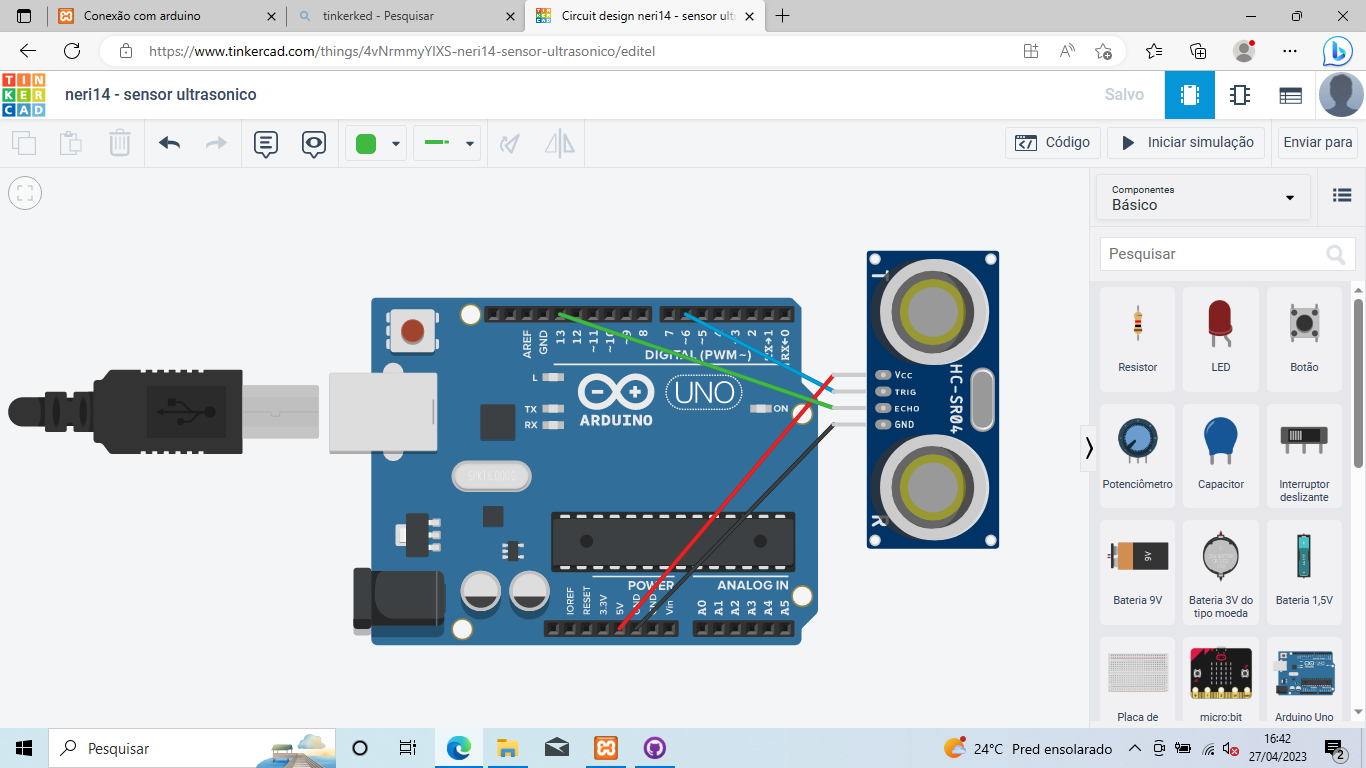 Conexão com arduino
tinkerked - Pesquisar
Circuit design neri14 - sensor ult
https://www.tinkercad.com/things/4vNrmmyYlXS-neri14-sensor-ultrasonico/editel
TIN
KER
CAD
neri14 - sensor ultrasonico
Salvo
Código
Iniciar simulação
Enviar para
Componentes
Básico
Pesquisar
Resistor
LED
Botão
Potenciômetro
Capacitor
Interruptor
deslizante
Bateria 9V
Bateria 3V do
tipo moeda
Bateria 1,5V
Placa de
micro:bit
Arduino Uno
9V
AREF
GND
13
12
~11
~10
~9
8
7
~6
~5
~3
2
TX→1
RX←0
DIGITAL (PWM~)
L
TX
RX
ARDUINO
UNO
ON
POWER
ANALOG IN
IOREF
RESET
3.3V
5V
GND
GND
Vin
A0
A1
A2
A3
A4
A5
T
R
HC-SR04
Vcc
TRIG
ECHO
GND
Pesquisar
24°C Pred ensolarado
16:42
27/04/2023
2